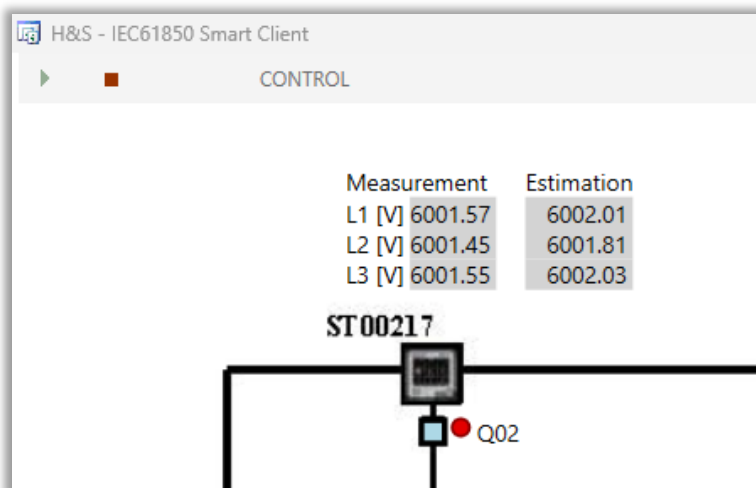 H&S - IEC61850 Smart Client
CONTROL
Measurement Estimation
L1 [V] 6001.57 6002.01
L2 [V] 6001.45 6001.81
L3 [V] 6001.55 6002.03
ST00217
Q02